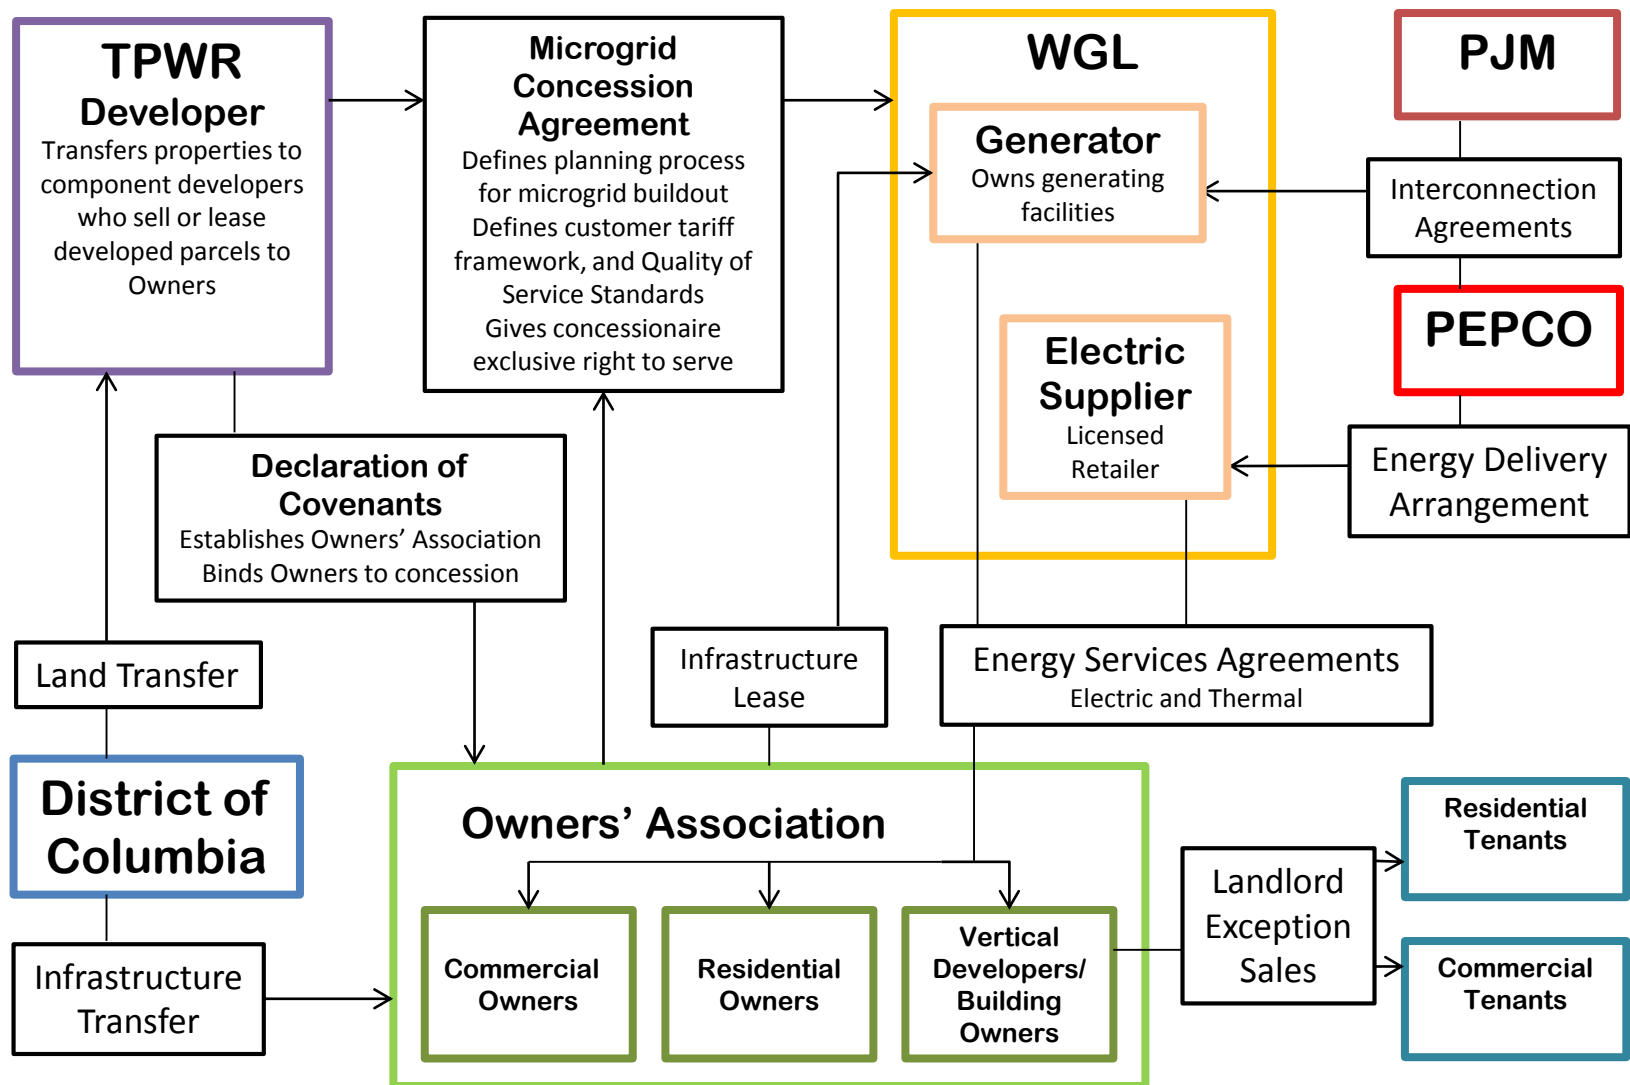 TPWR
Developer
Transfers properties to
component developers
who sell or lease
developed parcels to
Owners
Microgrid
Concession
Agreement
Defines planning process
for microgrid buildout
Defines customer tariff
framework, and Quality of
Service Standards
Gives concessionaire
exclusive right to serve
WGL
Generator
Owns generating
facilities
Electric
Supplier
Licensed
Retailer
PJM
Interconnection
Agreements
PEPCO
Energy Delivery
Arrangement
Declaration of
Covenants
Establishes Owners’ Association
Binds Owners to concession
Land Transfer
Infrastructure
Lease
Energy Services Agreements
Electric and Thermal
District of
Columbia
Infrastructure
Transfer
Owners’ Association
Commercial
Owners
Residential
Owners
Vertical
Developers/
Building
Owners
Landlord
Exception
Sales
Residential
Tenants
Commercial
Tenants